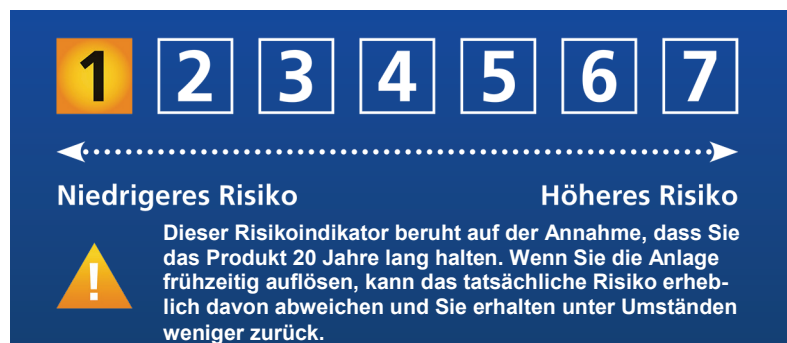 1 2 3 4 5 6 7
Niedrigeres Risiko Höheres Risiko
Dieser Risikoindikator beruht auf der Annahme, dass Sie
das Produkt 20 Jahre lang halten. Wenn Sie die Anlage
frühzeitig auflösen, kann das tatsächliche Risiko erheb-
lich davon abweichen und Sie erhalten unter Umständen
weniger zurück.